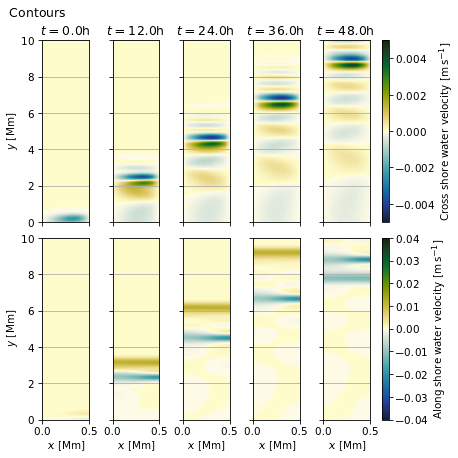 Contours
t = 0.0h
t = 12.0h
t = 24.0h
t = 36.0h
t = 48.0h
10
8
6
4
2
0
y [Mm]
0.004
0.002
0.000
−0.002
−0.004
Cross shore water velocity [m s⁻¹]
10
8
6
4
2
0
y [Mm]
0.0 0.5
x [Mm]
0.0 0.5
x [Mm]
0.0 0.5
x [Mm]
0.0 0.5
x [Mm]
0.0 0.5
x [Mm]
0.04
0.03
0.02
0.01
0.00
−0.01
−0.02
−0.03
−0.04
Along shore water velocity [m s⁻¹]